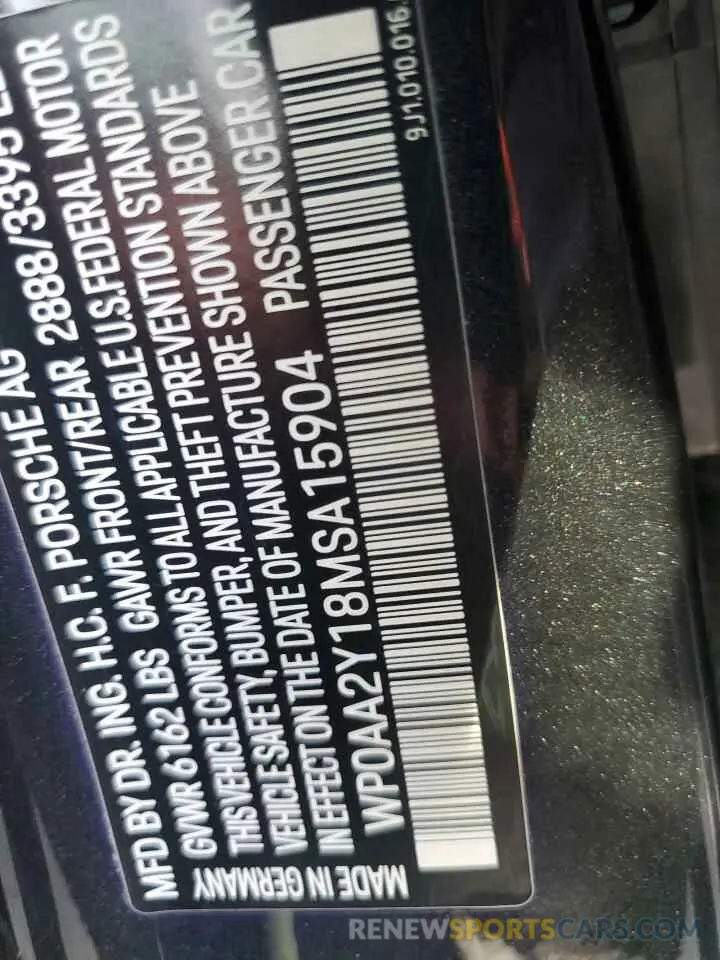 MFD BY DR. ING. H.C. F. PORSCHE AG
GVWR 6162 LBS GAWR FRONT/REAR 2888/3395
THIS VEHICLE CONFORMS TO ALL APPLICABLE U.S. FEDERAL MOTOR
VEHICLE SAFETY, BUMPER, AND THEFT PREVENTION STANDARDS
IN EFFECT ON THE DATE OF MANUFACTURE SHOWN ABOVE
WP0AA2Y18MSA15904 PASSENGER CAR
MADE IN GERMANY
9J1.010.016.
RENEWSPORTSCARS.COM